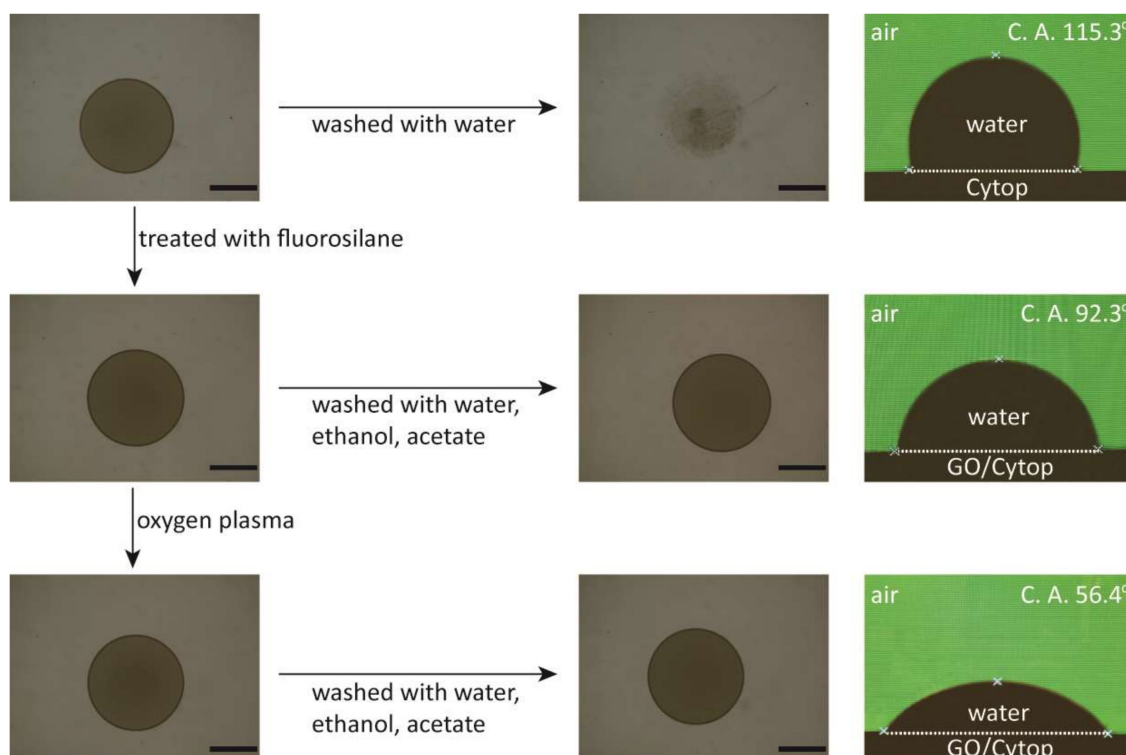 air
C. A. 115.3°
washed with water
water
Cytop
treated with fluorosilane
air
C. A. 92.3°
washed with water,
ethanol, acetate
water
GO/Cytop
oxygen plasma
air
C. A. 56.4°
washed with water,
ethanol, acetate
water
GO/Cytop